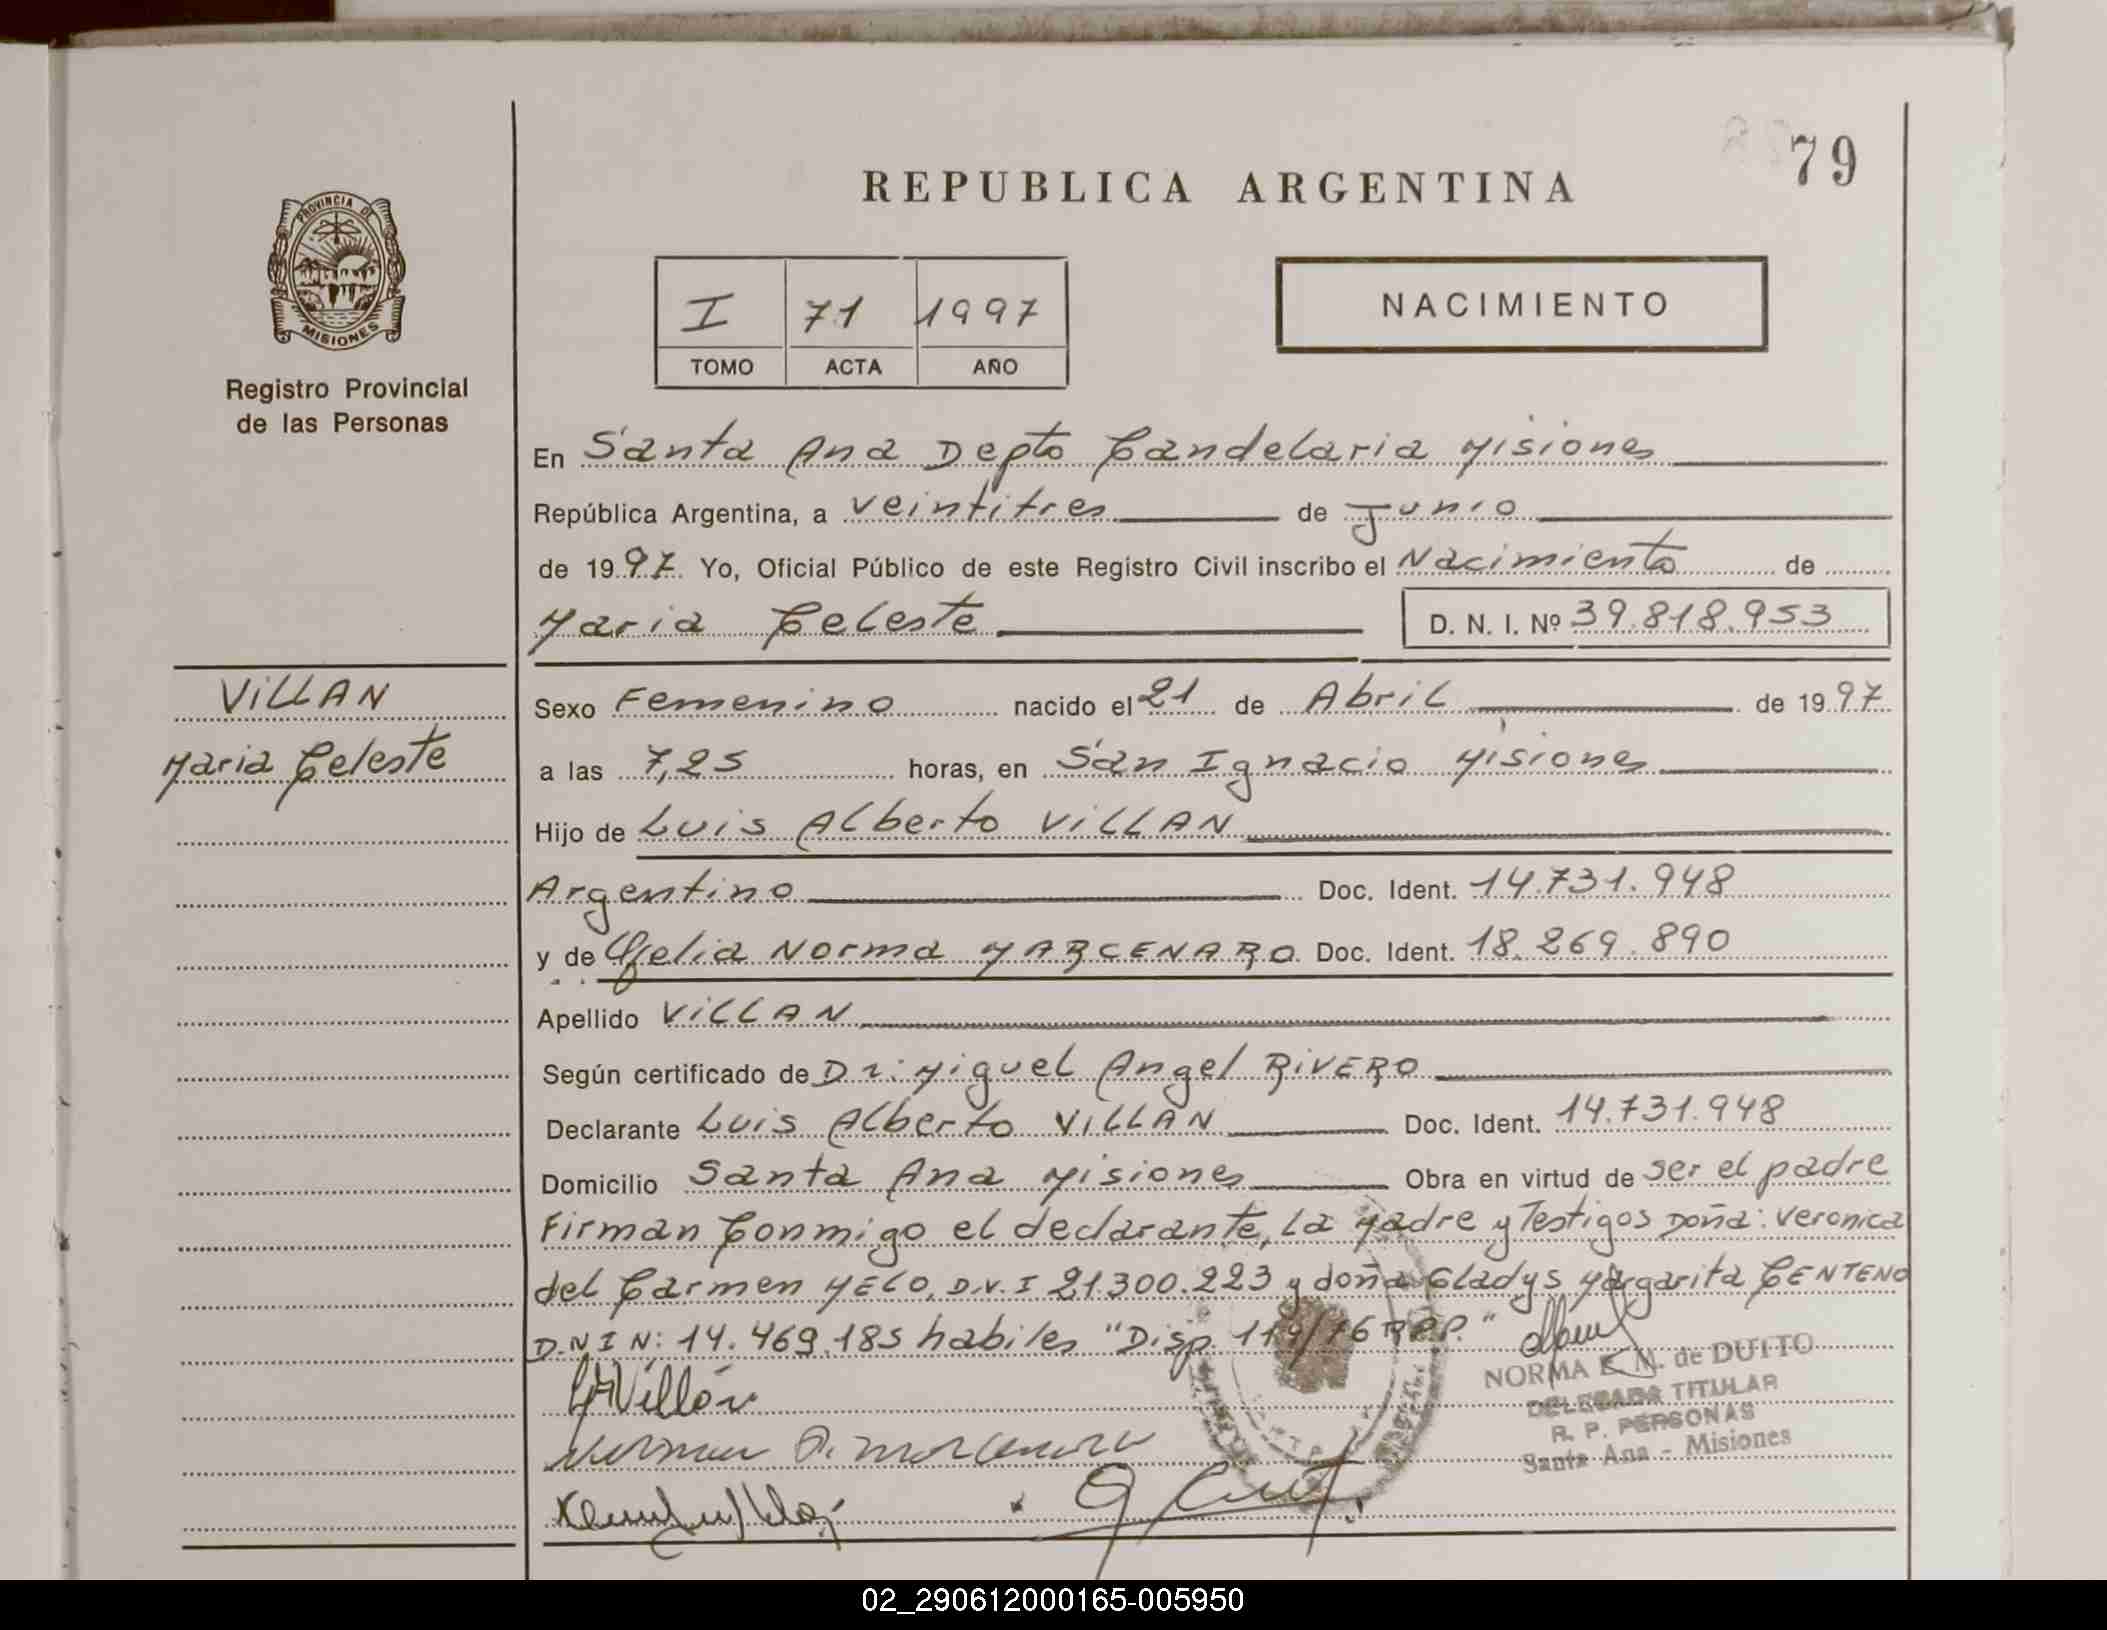 79
REPUBLICA ARGENTINA
PROVINCIA DE
MISIONES
Registro Provincial
de las Personas
I 71 1997
TOMO ACTA AÑO
NACIMIENTO
En Santa Ana Depto Candelaria Misiones
República Argentina, a veintitres de Junio
de 1997 Yo, Oficial Público de este Registro Civil inscribo el Nacimiento de
Maria Celeste D. N. I. Nº 39.818.953
VILLAN
Maria Celeste
Sexo Femenino nacido el 21 de Abril de 1997
a las 7,25 horas, en San Ignacio Misiones
Hijo de Luis Alberto VILLAN
Argentino Doc. Ident. 14.731.948
y de Ofelia Norma MARCENARO Doc. Ident. 18.269.890
Apellido VILLAN
Según certificado de Dr: Miguel Angel RIVERO
Declarante Luis Alberto VILLAN Doc. Ident. 14.731.948
Domicilio Santa Ana Misiones Obra en virtud de ser el padre
Firman Conmigo el declarante, La Madre y Testigos Doña: Veronica
del Carmen MELO, D.N.I 21.300.223 y doña Gladys Margarita CENTENO
D.N I N: 14.469.185 habiles "Disp 119/76 R.P.P."
NORMA E. M. de DUTTO
DELEGADA TITULAR
R. P. PERSONAS
Santa Ana - Misiones
Villán
Norma O. Marcenaro
02_290612000165-005950